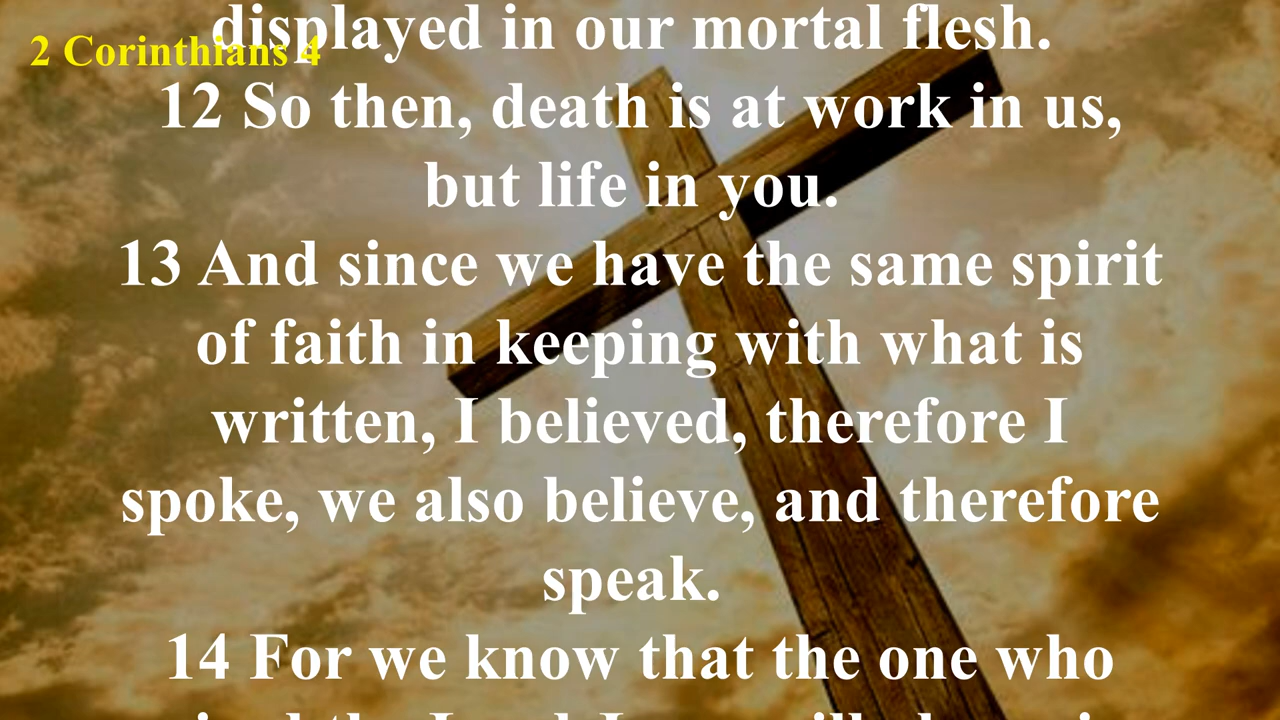 displayed in our mortal flesh.
2 Corinthians 4
12 So then, death is at work in us,
but life in you.
13 And since we have the same spirit
of faith in keeping with what is
written, I believed, therefore I
spoke, we also believe, and therefore
speak.
14 For we know that the one who